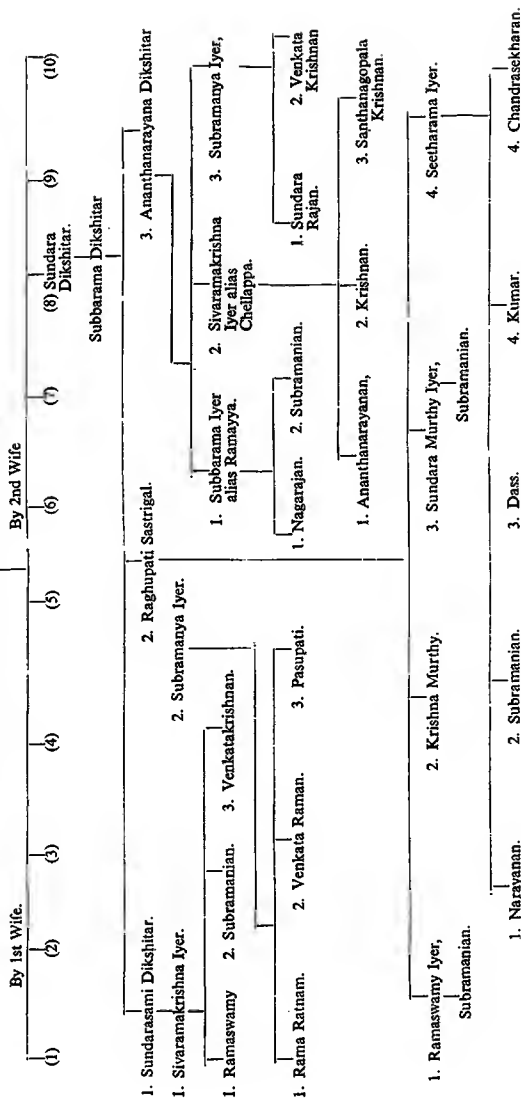 By 1st Wife. By 2nd Wife
(1) (2) (3) (4) (5) (6) (7) (8) Sundara (9) (10)
Dikshitar.
Subbarama Dikshitar
1. Sundarasami Dikshitar. 2. Raghupati Sastrigal. 3. Ananthanarayana Dikshitar
1. Sivaramakrishna Iyer. 2. Subramanya Iyer.
1. Ramaswamy 2. Subramanian. 3. Venkatakrishnan.
1. Subbarama Iyer 2. Sivaramakrishna 3. Subramanya Iyer,
alias Ramayya. Iyer alias
Chellappa.
1. Rama Ratnam. 2. Venkata Raman. 3. Pasupati.
1. Nagarajan. 2. Subramanian. 1. Sundara 2. Venkata
Rajan. Krishnan
1. Ananthanarayanan, 2. Krishnan. 3. Santhanagopala
Krishnan.
1. Ramaswamy Iyer, 2. Krishna Murthy. 3. Sundara Murthy Iyer, 4. Seetharama Iyer.
Subramanian. Subramanian.
1. Naravanan. 2. Subramanian. 3. Dass. 4. Kumar. 4. Chandrasekharan.